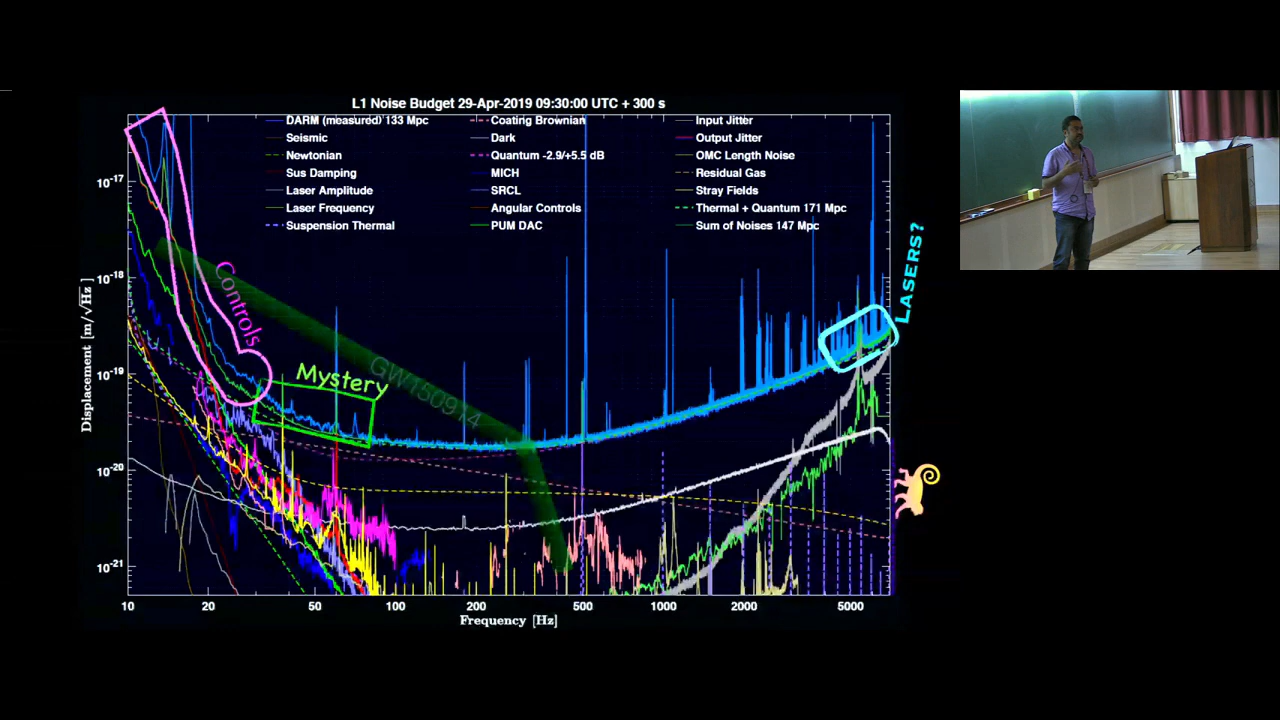 L1 Noise Budget 29-Apr-2019 09:30:00 UTC + 300 s
DARM (measured) 133 Mpc
Seismic
Newtonian
Sus Damping
Laser Amplitude
Laser Frequency
Suspension Thermal
Coating Brownian
Dark
Quantum -2.9/+5.5 dB
MICH
SRCL
Angular Controls
PUM DAC
Input Jitter
Output Jitter
OMC Length Noise
Residual Gas
Stray Fields
Thermal + Quantum 171 Mpc
Sum of Noises 147 Mpc
Controls
Mystery
GW150914
LASERS?
Displacement [m/√Hz]
10-17
10-18
10-19
10-20
10-21
10 20 50 100 200 500 1000 2000 5000
Frequency [Hz]